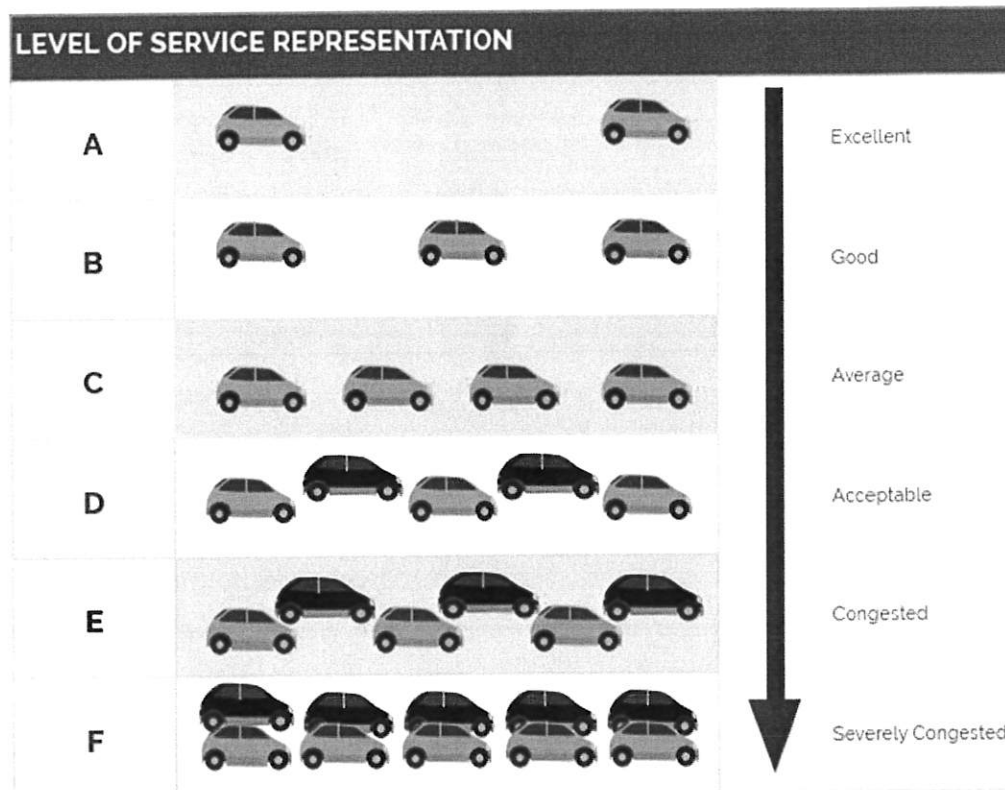 LEVEL OF SERVICE REPRESENTATION
A
Excellent
B
Good
C
Average
D
Acceptable
E
Congested
F
Severely Congested